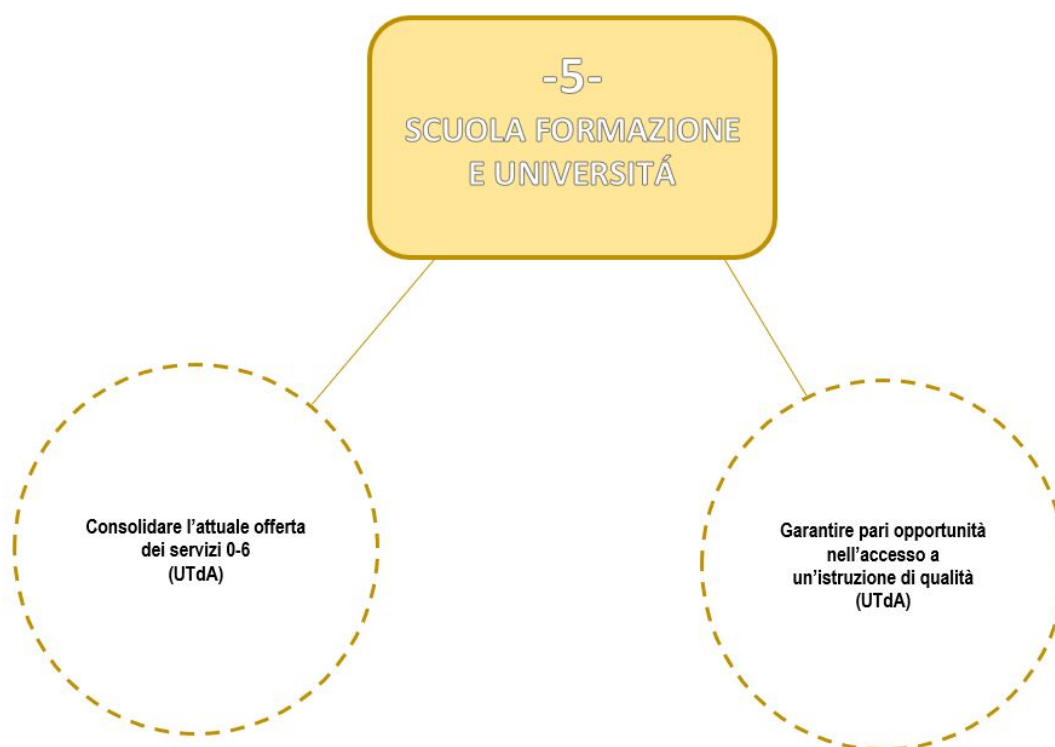 -5-
SCUOLA FORMAZIONE
E UNIVERSITÁ
Consolidare l’attuale offerta
dei servizi 0-6
(UTdA)
Garantire pari opportunità
nell’accesso a
un’istruzione di qualità
(UTdA)